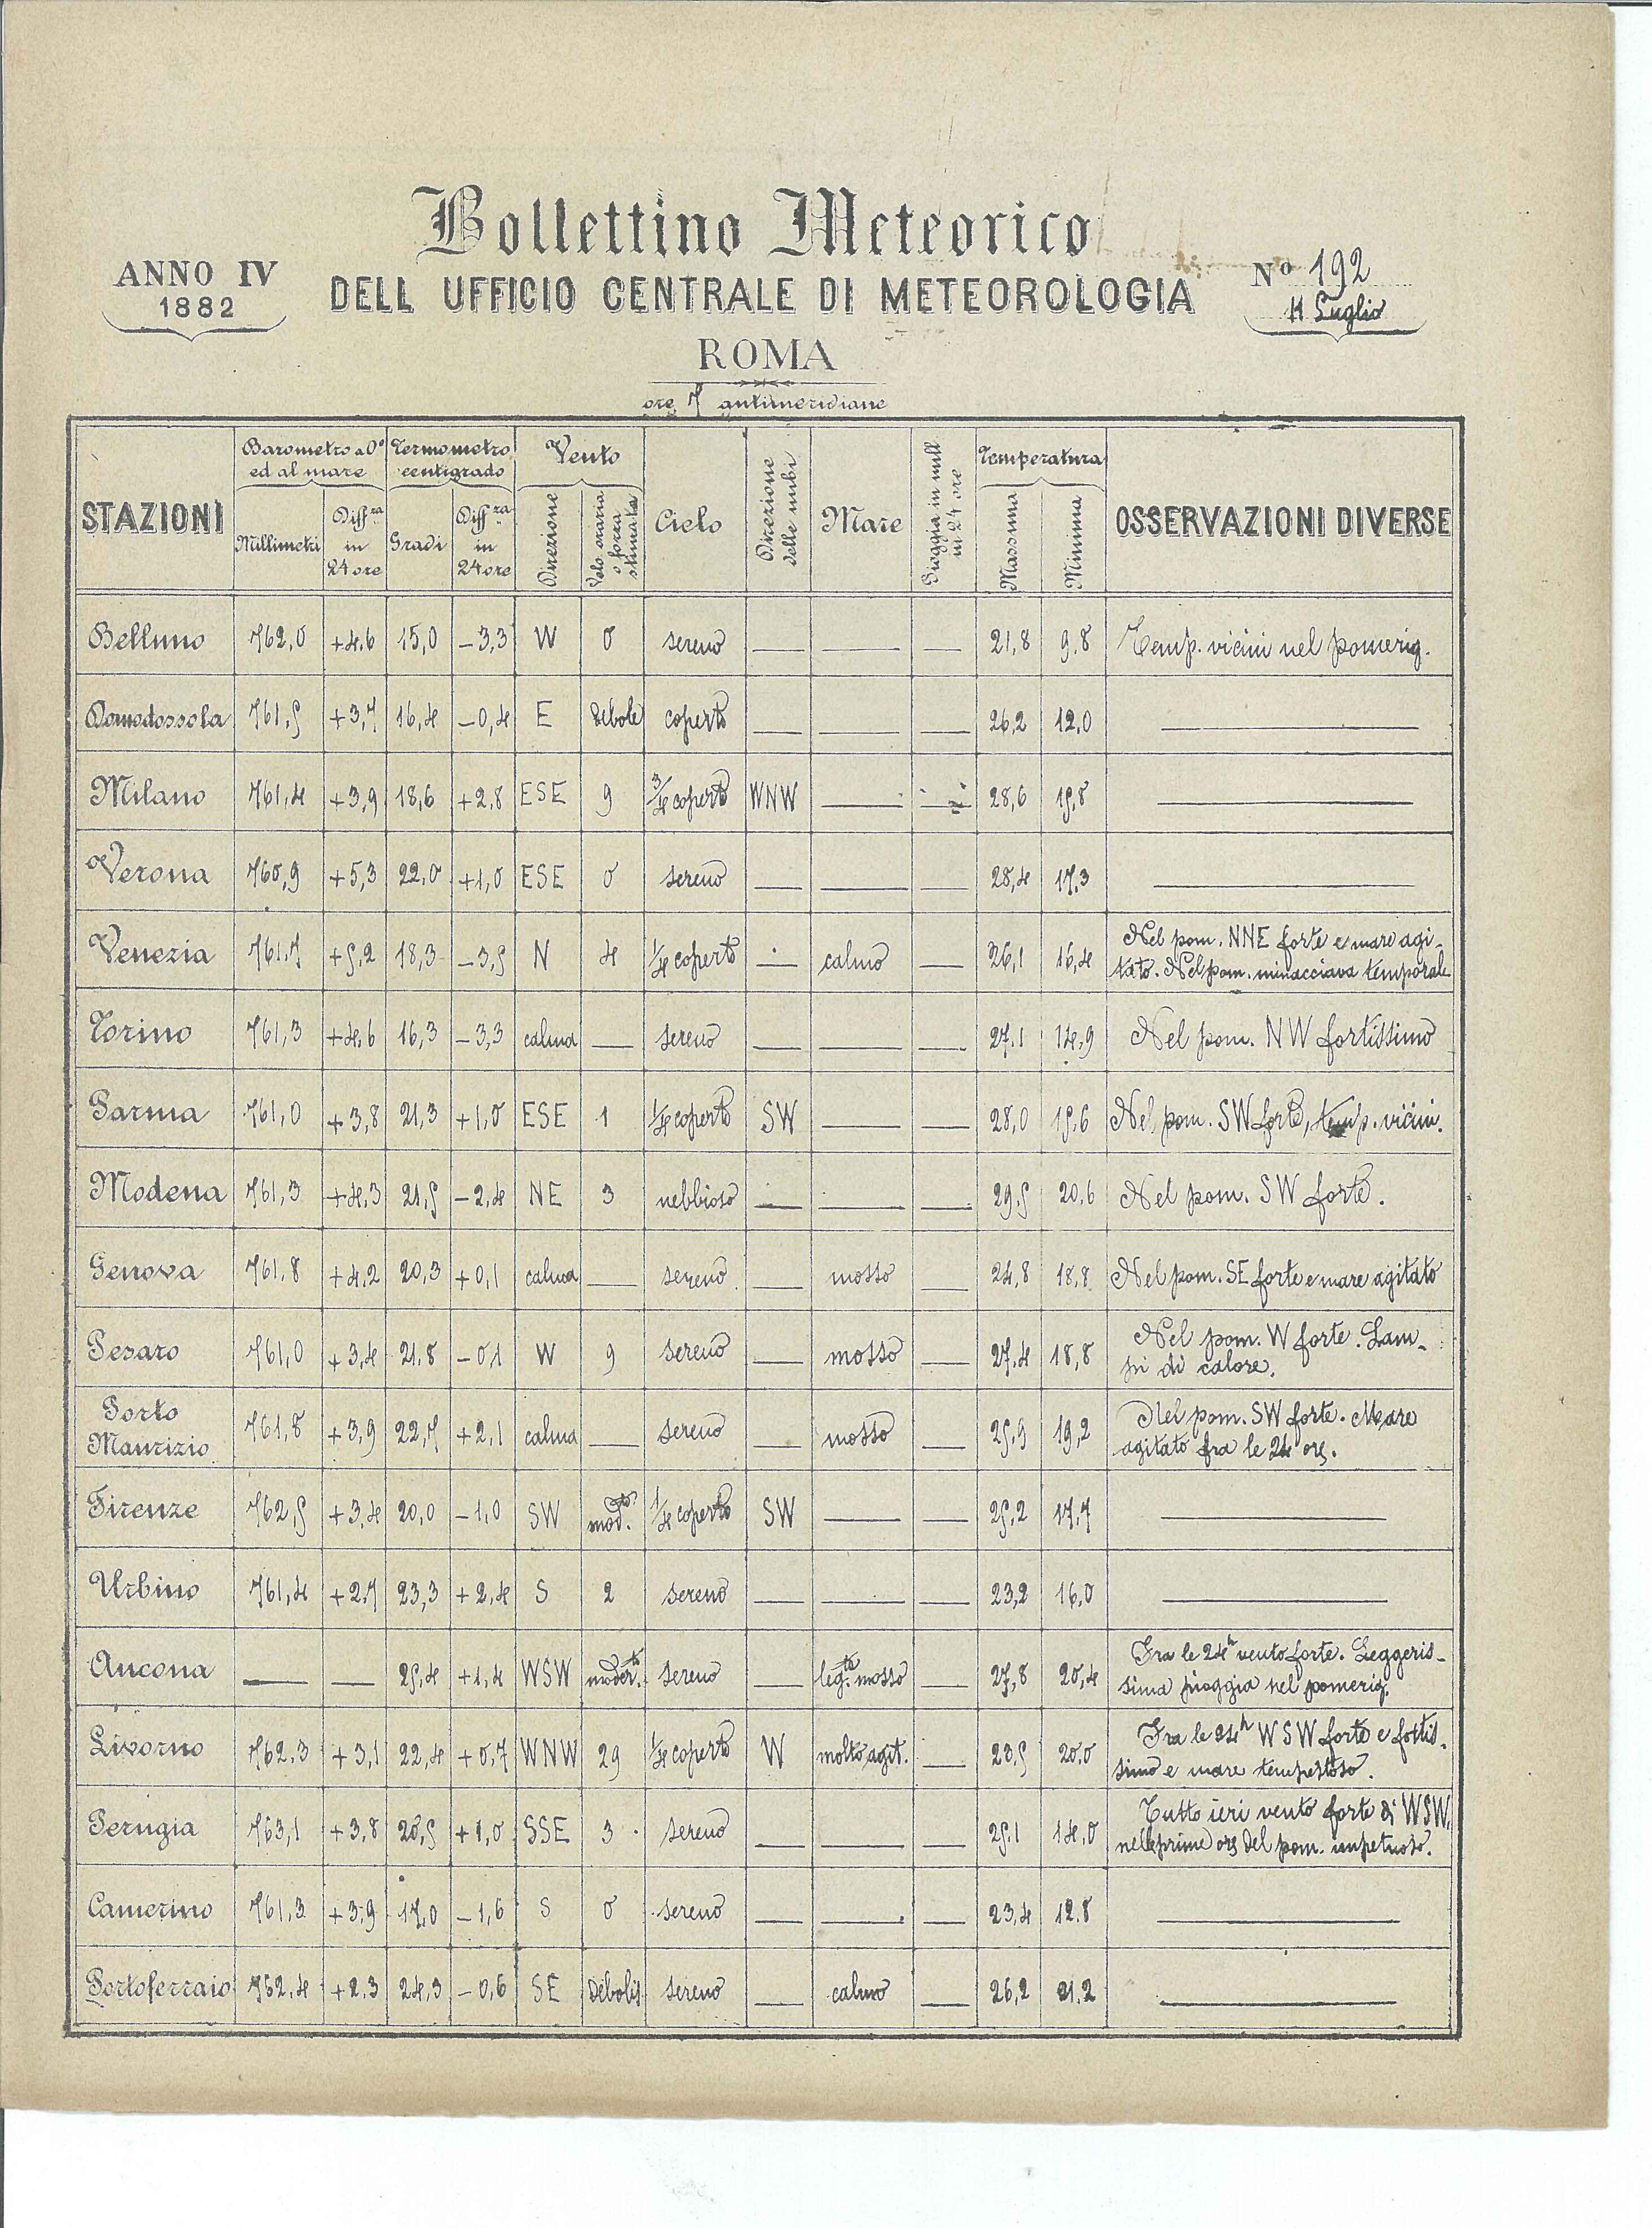 Bollettino Meteorico
ANNO IV
1882
DELL UFFICIO CENTRALE DI METEOROLOGIA
Nº 192
11 Luglio
ROMA
ore 7 antimeridiane
STAZIONI | Barometro a 0° ed al mare | Termometro centigrado | Vento | Cielo | Direzione delle nubi | Mare | Pioggia in mill in 24 ore | Temperatura | OSSERVAZIONI DIVERSE
Millimetri | Diffza in 24 ore | Gradi | Diffza in 24 ore | Direzione | Velo oraria o forza stimata | Massima | Minima
Belluno | 762,0 | +4,6 | 15,0 | -3,3 | W | 0 | sereno | — | — | — | 21,8 | 9,8 | Temp. vicini nel pomerig.
Domodossola | 761,5 | +3,7 | 16,4 | -0,4 | E | debole | coperto | — | — | — | 26,2 | 12,0 | —
Milano | 761,4 | +3,9 | 18,6 | +2,8 | ESE | 9 | 3/4 coperto | WNW | — | — | 28,6 | 15,8 | —
Verona | 760,9 | +5,3 | 22,0 | +1,0 | ESE | 0 | sereno | — | — | — | 28,4 | 17,3 | —
Venezia | 761,7 | +5,2 | 18,3 | -3,5 | N | 4 | 1/4 coperto | — | calmo | — | 26,1 | 16,4 | Nel pom. NNE forte e mare agi-
tato. Nel pom. minacciava temporale
Torino | 761,3 | +4,6 | 16,3 | -3,3 | calma | — | sereno | — | — | — | 27,1 | 14,9 | Nel pom. NW fortissimo
Parma | 761,0 | +3,8 | 21,3 | +1,0 | ESE | 1 | 1/4 coperto | SW | — | — | 28,0 | 15,6 | Nel pom. SW forte, temp. vicini.
Modena | 761,3 | +4,3 | 21,5 | -2,4 | NE | 3 | nebbioso | — | — | — | 29,5 | 20,6 | Nel pom. SW forte.
Genova | 761,8 | +4,2 | 20,3 | +0,1 | calma | — | sereno | — | mosso | — | 24,8 | 18,8 | Nel pom. SE forte e mare agitato
Pesaro | 761,0 | +3,4 | 21,8 | -0,1 | W | 9 | sereno | — | mosso | — | 27,4 | 18,8 | Nel pom. W forte. Lam-
pi di calore.
Porto
Maurizio | 761,8 | +3,9 | 22,7 | +2,1 | calma | — | sereno | — | mosso | — | 25,9 | 19,2 | Nel pom. SW forte. Mare
agitato fra le 24 ore.
Firenze | 762,5 | +3,4 | 20,0 | -1,0 | SW | modto. | 1/4 coperto | SW | — | — | 25,2 | 17,7 | —
Urbino | 761,4 | +2,7 | 23,3 | +2,4 | S | 2 | sereno | — | — | — | 23,2 | 16,0 | —
Ancona | — | — | 25,4 | +1,4 | WSW | moderto. | sereno | — | legte. mosso | — | 27,8 | 20,4 | Fra le 24h vento forte. Leggeris-
sima pioggia nel pomerig.
Livorno | 762,3 | +3,1 | 22,4 | +0,7 | WNW | 29 | 1/4 coperto | W | molto agit. | — | 20,0 | Fra le 24h WSW forte e fortis-
simo e mare tempestoso.
Perugia | 763,1 | +3,8 | 20,5 | +1,0 | SSE | 3 | sereno | — | — | — | 25,1 | 14,0 | Tutto ieri vento forte di WSW,
nelle prime ore del pom. impetuoso.
Camerino | 761,3 | +3,9 | 17,0 | -1,6 | S | 0 | sereno | — | — | — | 23,4 | 12,8 | —
Portoferraio | 762,4 | +2,3 | 24,3 | -0,6 | SE | debolis | sereno | — | calmo | — | 26,2 | 21,2 | —